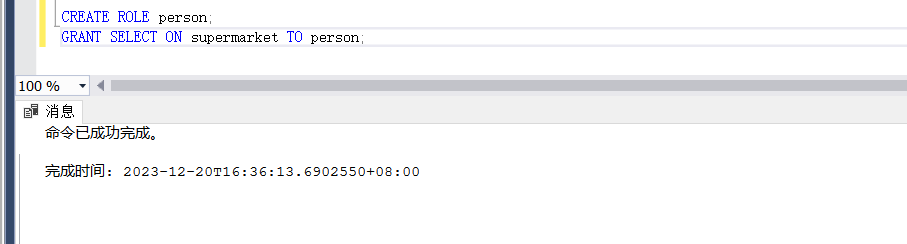 CREATE ROLE person;
GRANT SELECT ON supermarket TO person;
100 %
消息
命令已成功完成。
完成时间: 2023-12-20T16:36:13.6902550+08:00